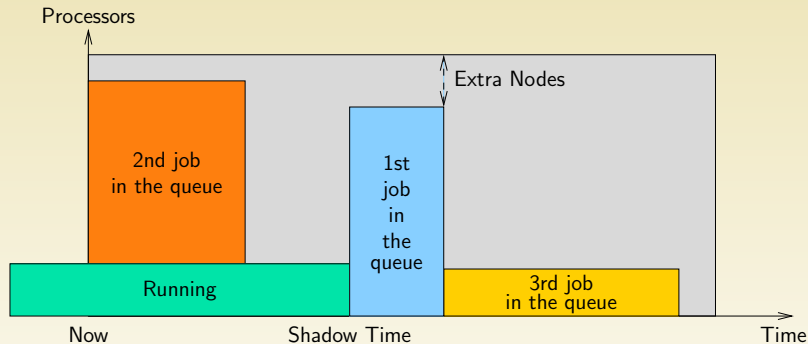 Processors
Extra Nodes
2nd job
in the queue
1st
job
in
the
queue
Running
3rd job
in the queue
Now
Shadow Time
Time